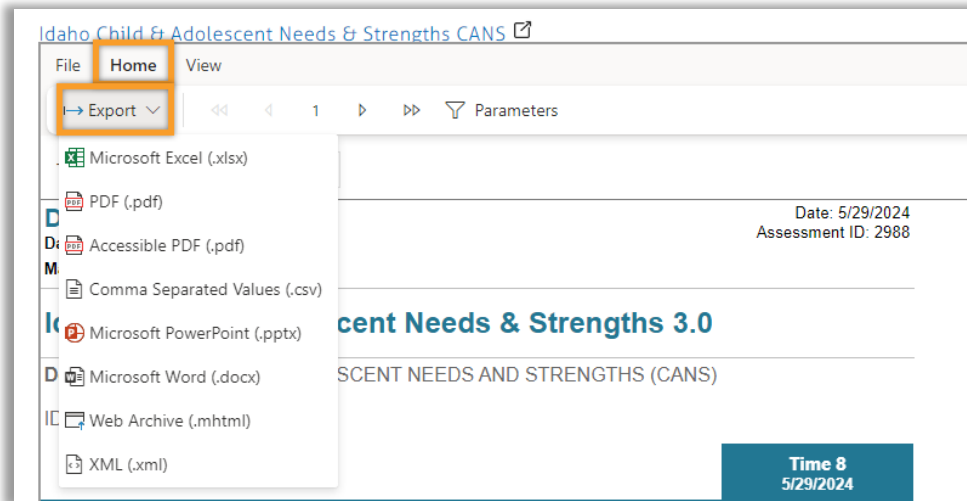 Idaho Child & Adolescent Needs & Strengths CANS
File Home View
Export 1 Parameters
Microsoft Excel (.xlsx)
PDF (.pdf)
Date: 5/29/2024
Assessment ID: 2988
Accessible PDF (.pdf)
Comma Separated Values (.csv)
cent Needs & Strengths 3.0
Microsoft PowerPoint (.pptx)
Microsoft Word (.docx)
SCENT NEEDS AND STRENGTHS (CANS)
Web Archive (.mhtml)
XML (.xml)
Time 8
5/29/2024